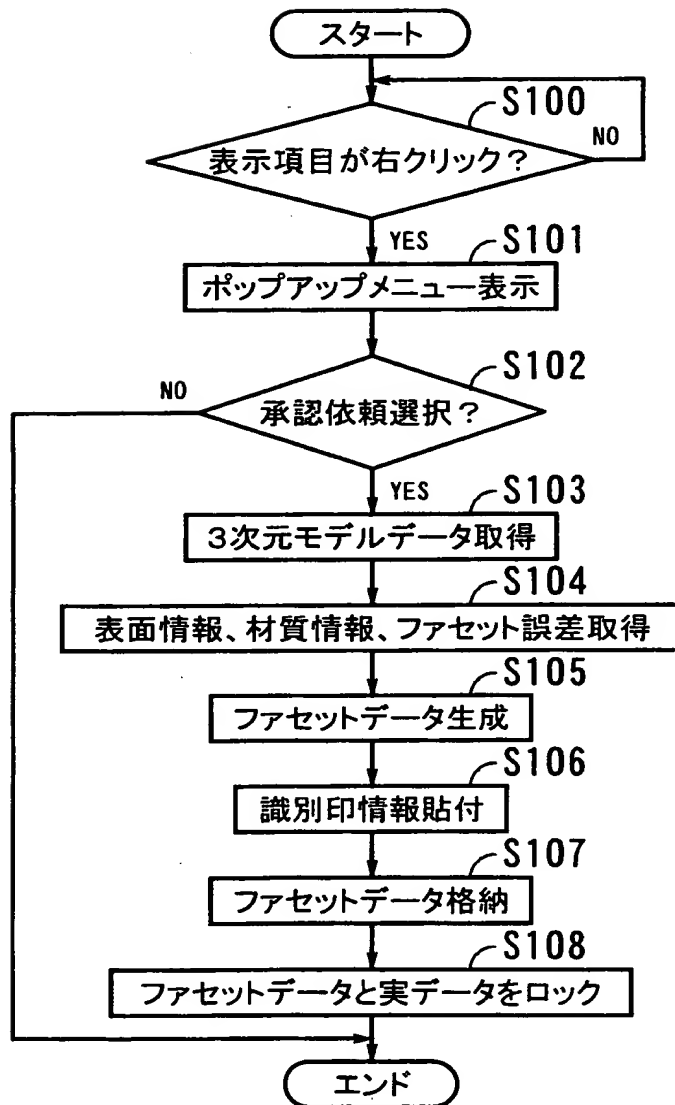 スタート
S100
表示項目が右クリック？
NO
YES
S101
ポップアップメニュー表示
S102
NO
承認依頼選択？
YES
S103
３次元モデルデータ取得
S104
表面情報、材質情報、ファセット誤差取得
S105
ファセットデータ生成
S106
識別印情報貼付
S107
ファセットデータ格納
S108
ファセットデータと実データをロック
エンド